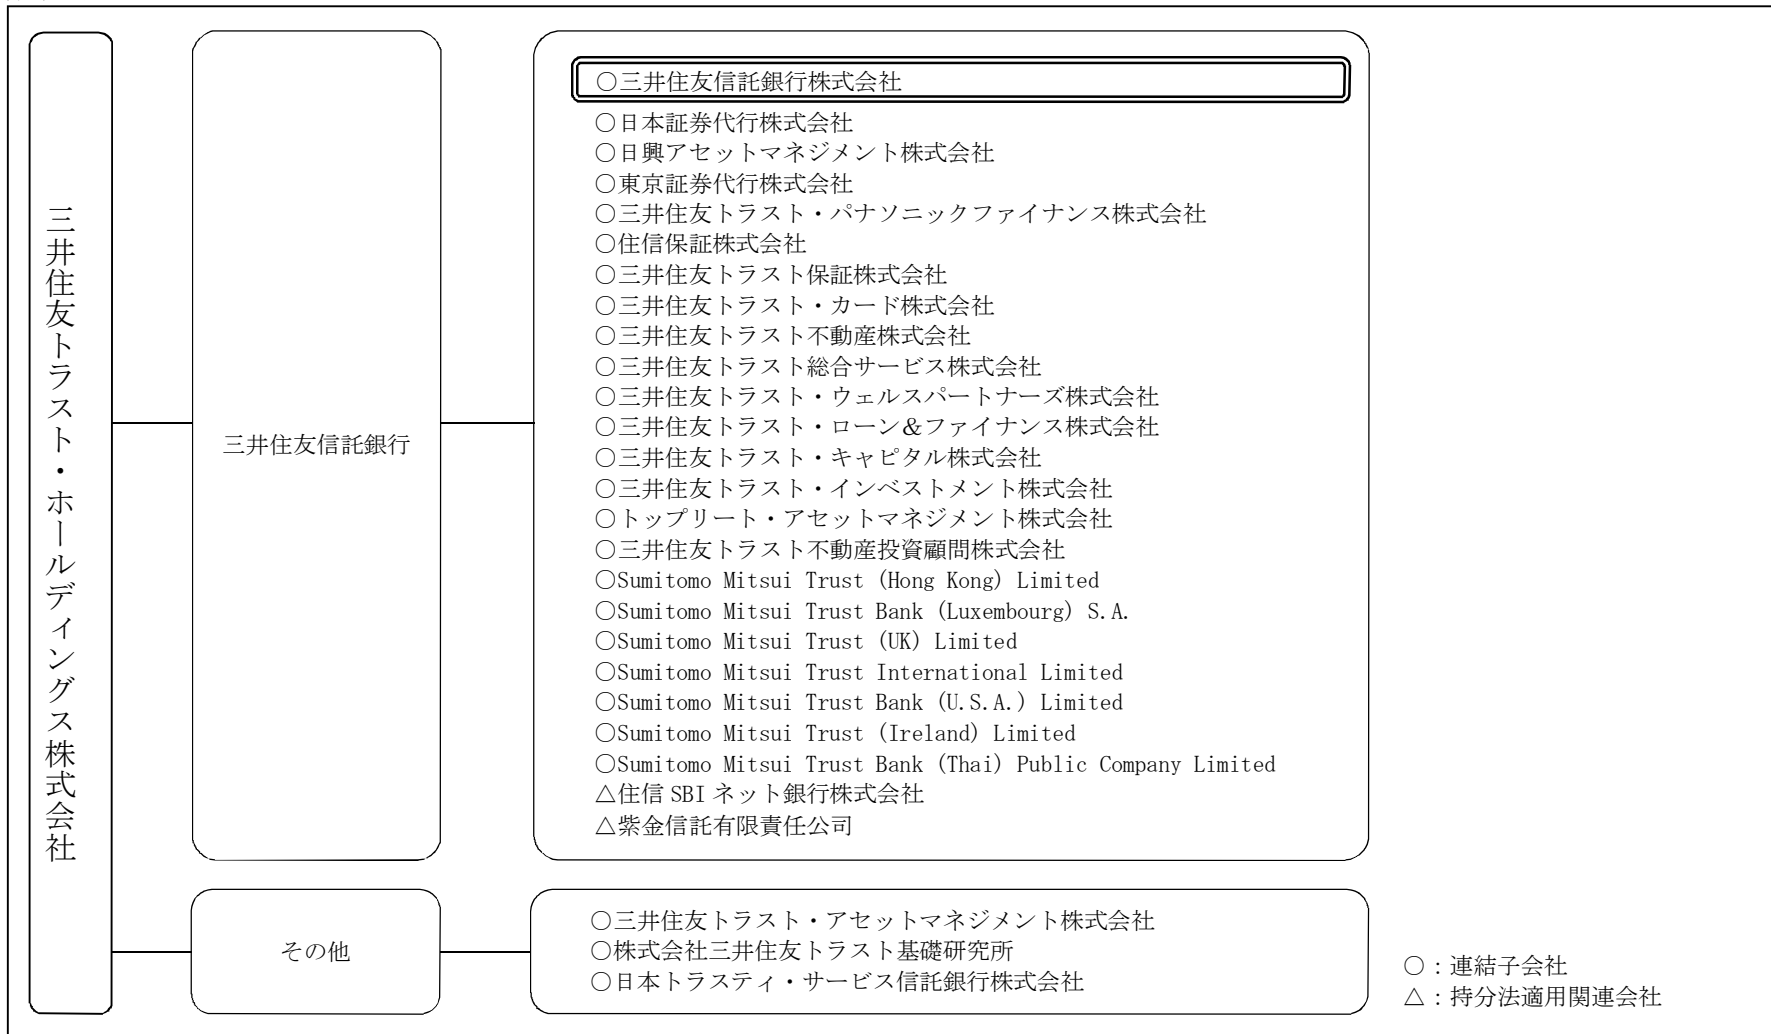 三井住友トラスト・ホールディングス株式会社
三井住友信託銀行
○三井住友信託銀行株式会社
○日本証券代行株式会社
○日興アセットマネジメント株式会社
○東京証券代行株式会社
○三井住友トラスト・パナソニックファイナンス株式会社
○住信保証株式会社
○三井住友トラスト保証株式会社
○三井住友トラスト・カード株式会社
○三井住友トラスト不動産株式会社
○三井住友トラスト総合サービス株式会社
○三井住友トラスト・ウェルスパートナーズ株式会社
○三井住友トラスト・ローン&ファイナンス株式会社
○三井住友トラスト・キャピタル株式会社
○三井住友トラスト・インベストメント株式会社
○トップリート・アセットマネジメント株式会社
○三井住友トラスト不動産投資顧問株式会社
○Sumitomo Mitsui Trust (Hong Kong) Limited
○Sumitomo Mitsui Trust Bank (Luxembourg) S.A.
○Sumitomo Mitsui Trust (UK) Limited
○Sumitomo Mitsui Trust International Limited
○Sumitomo Mitsui Trust Bank (U.S.A.) Limited
○Sumitomo Mitsui Trust (Ireland) Limited
○Sumitomo Mitsui Trust Bank (Thai) Public Company Limited
△住信 SBI ネット銀行株式会社
△紫金信託有限責任公司
その他
○三井住友トラスト・アセットマネジメント株式会社
○株式会社三井住友トラスト基礎研究所
○日本トラスティ・サービス信託銀行株式会社
○：連結子会社
△：持分法適用関連会社